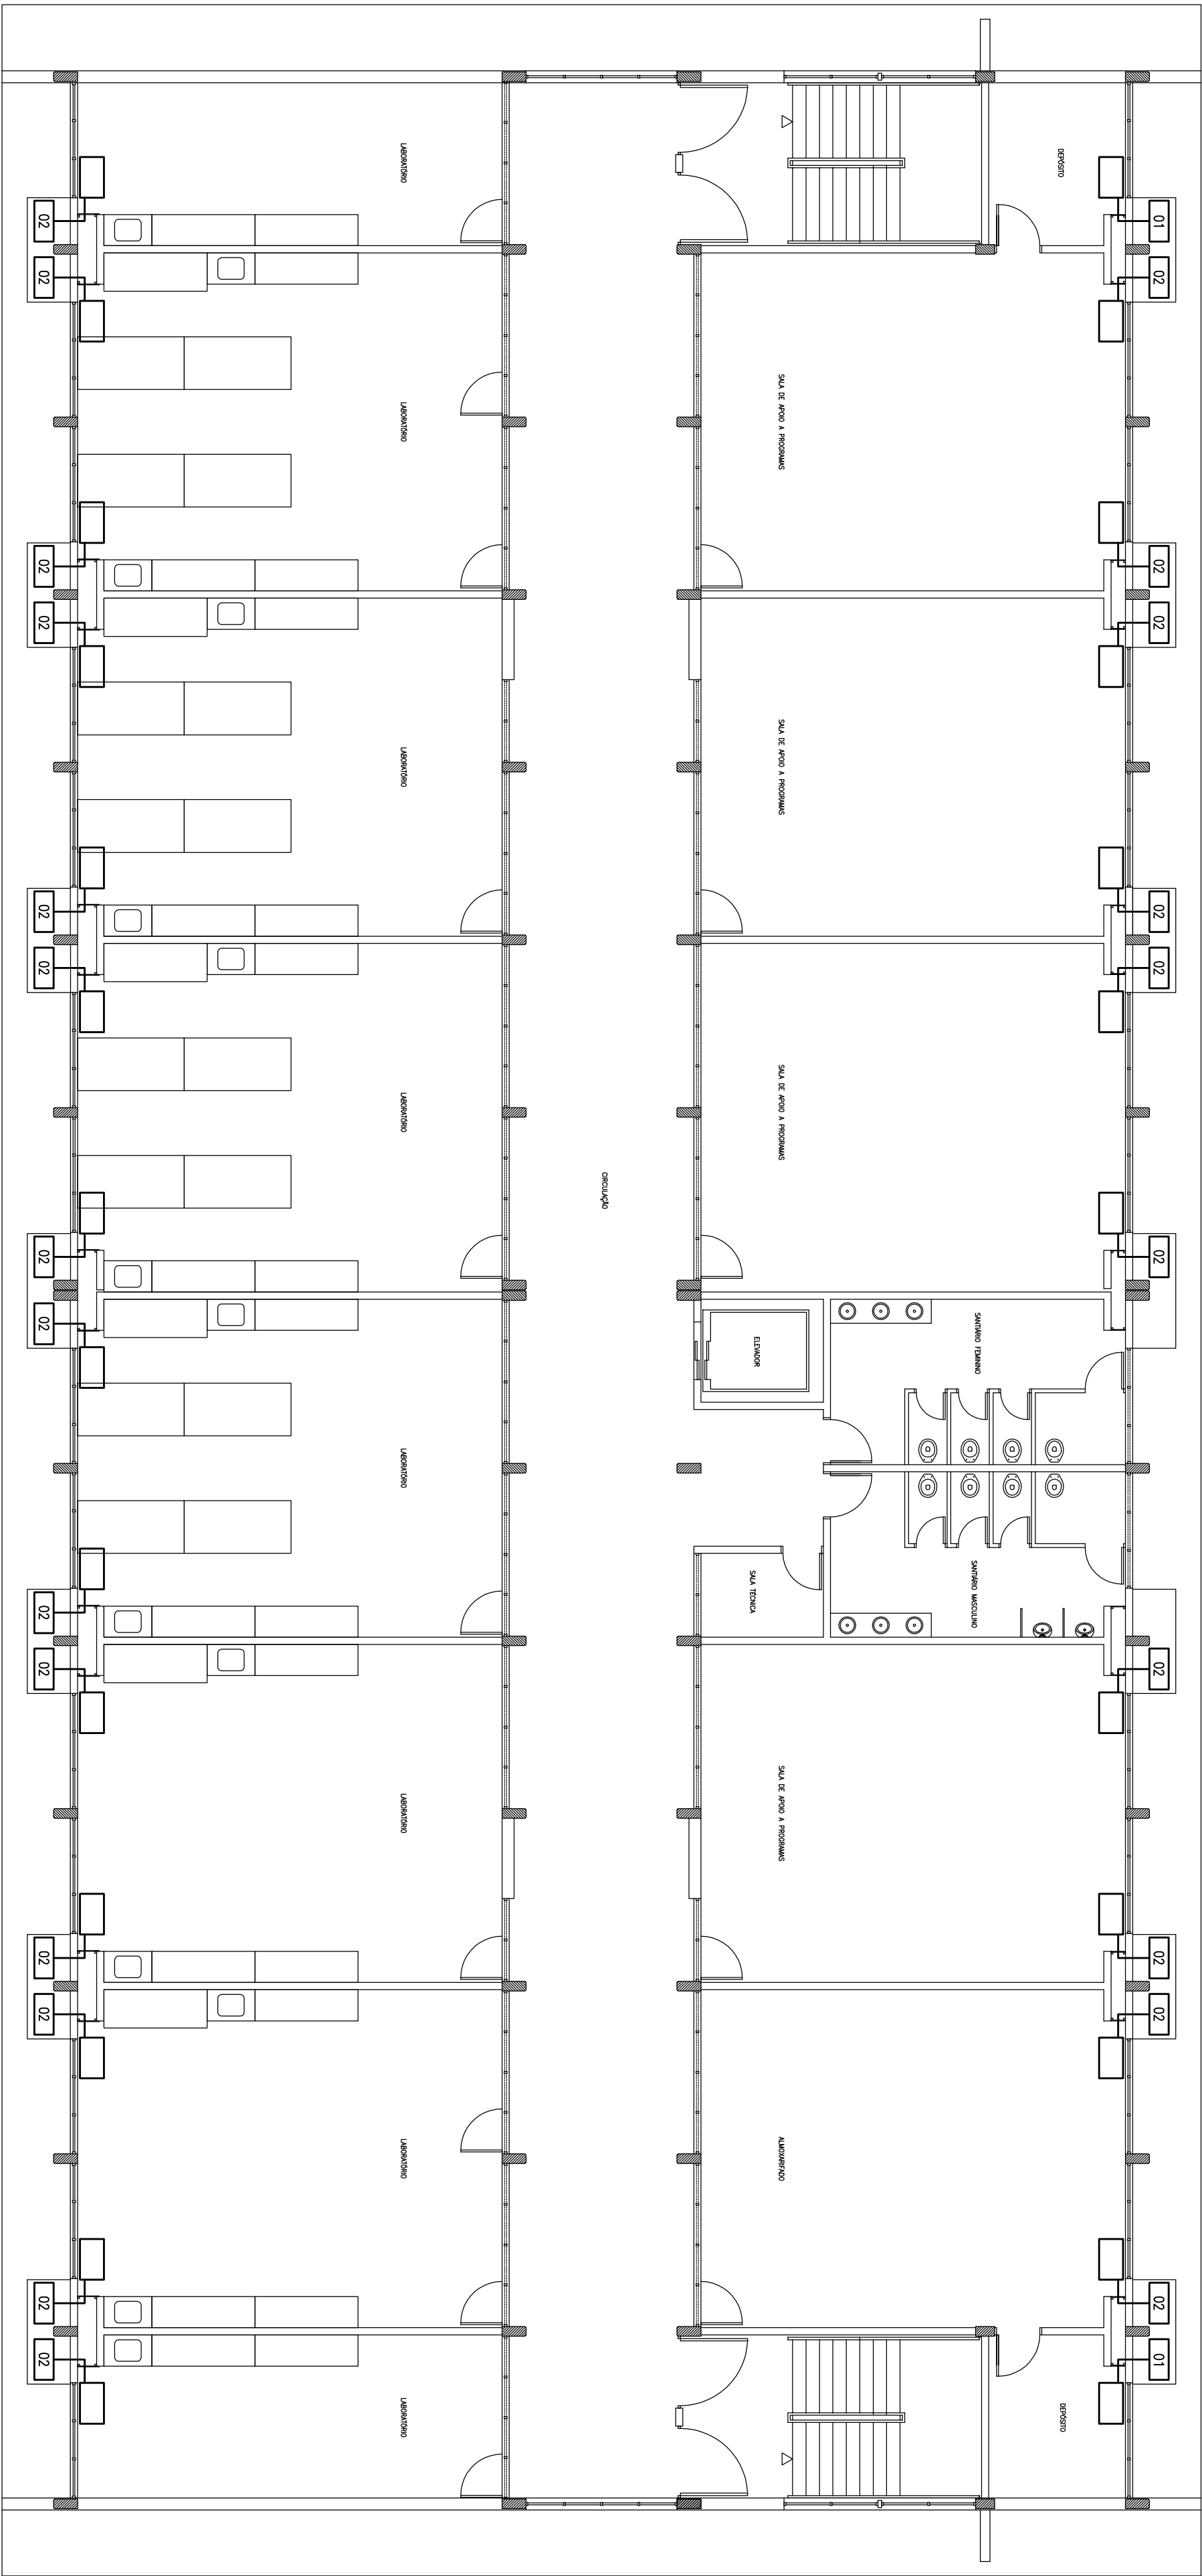 01
02
02
02
02
02
02
02
02
02
02
01
DEPÓSITO
DEPÓSITO
SANTIÁRIO FEMININO
SANTIÁRIO MASCULINO
SALA DE APOIO A PROGRAMAS
SALA DE APOIO A PROGRAMAS
SALA DE APOIO A PROGRAMAS
SALA DE APOIO A PROGRAMAS
ALMOXARIFADO
ELEVADOR
SALA TÉCNICA
CIRCULAÇÃO
LABORATÓRIO
LABORATÓRIO
LABORATÓRIO
LABORATÓRIO
LABORATÓRIO
LABORATÓRIO
LABORATÓRIO
LABORATÓRIO
02
02
02
02
02
02
02
02
02
02
02
02
02
02